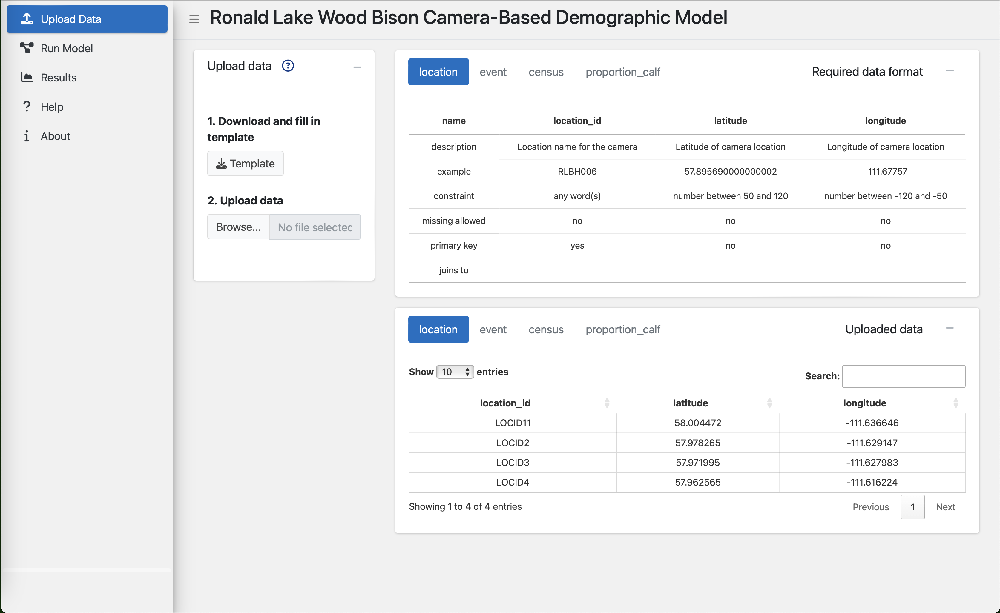 Upload Data
Run Model
Results
Help
About
Ronald Lake Wood Bison Camera-Based Demographic Model
Upload data
1. Download and fill in
template
Template
2. Upload data
Browse... No file selected
location event census proportion_calf Required data format
name location_id latitude longitude
description Location name for the camera Latitude of camera location Longitude of camera location
example RLBH006 57.895690000000002 -111.67757
constraint any word(s) number between 50 and 120 number between -120 and -50
missing allowed no no no
primary key yes no no
joins to
location event census proportion_calf Uploaded data
Show 10 entries Search:
location_id latitude longitude
LOCID11 58.004472 -111.636646
LOCID2 57.978265 -111.629147
LOCID3 57.971995 -111.627983
LOCID4 57.962565 -111.616224
Showing 1 to 4 of 4 entries Previous 1 Next